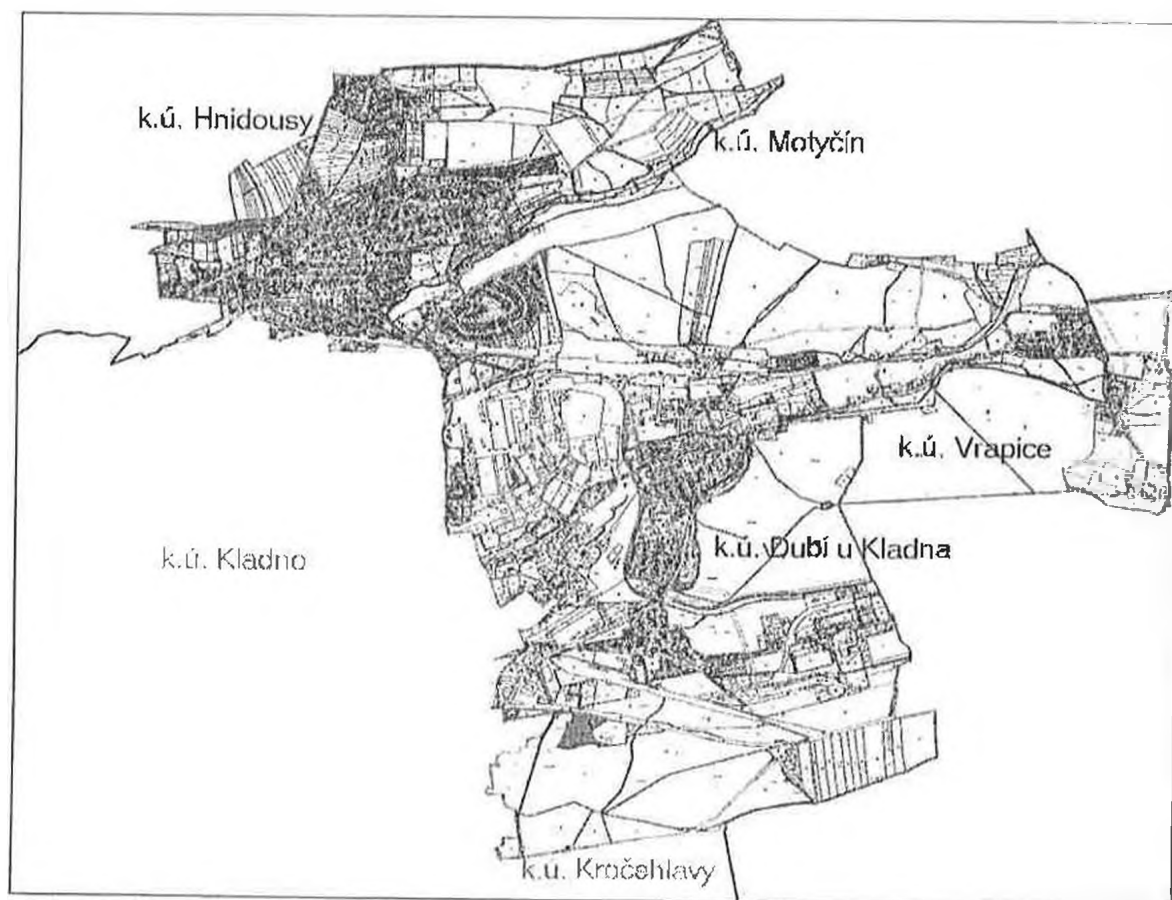 k.ú. Hnidousy
k.ú. Motyčín
k.ú. Vrapice
k.ú. Kladno
k.ú. Dubí u Kladna
k.ú. Kročehlavy